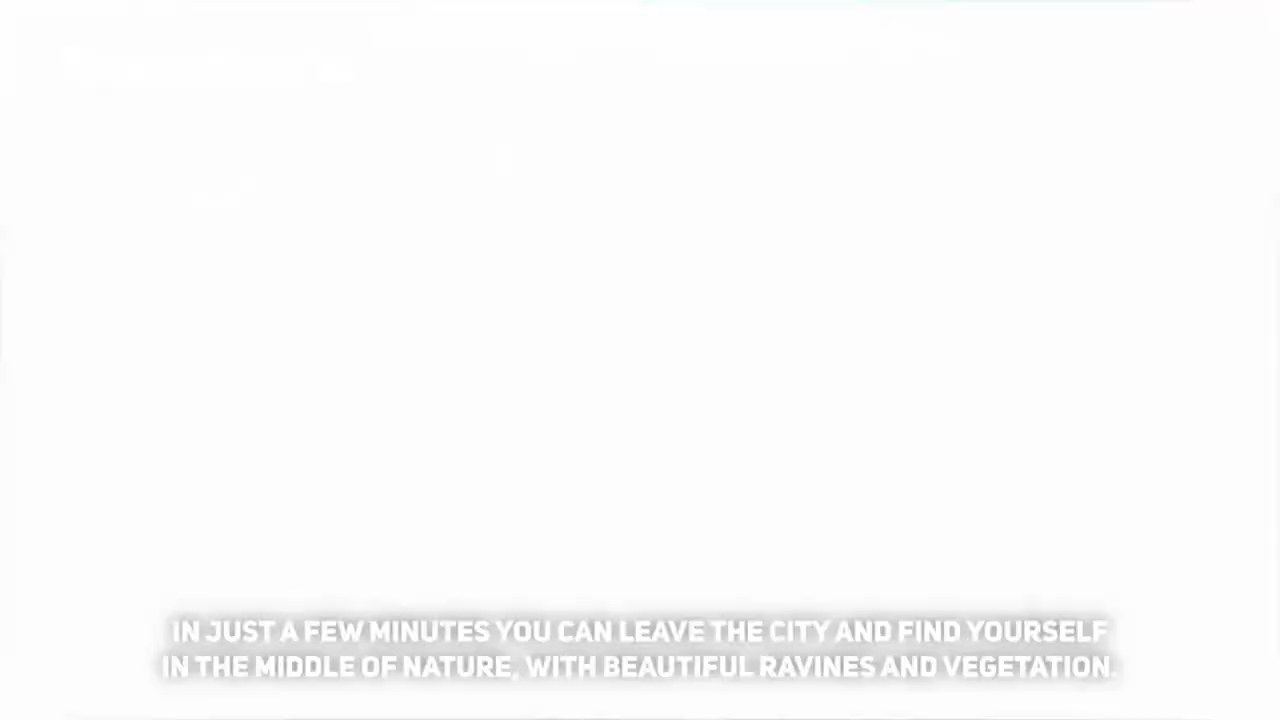 IN JUST A FEW MINUTES YOU CAN LEAVE THE CITY AND FIND YOURSELF
IN THE MIDDLE OF NATURE, WITH BEAUTIFUL RAVINES AND VEGETATION.